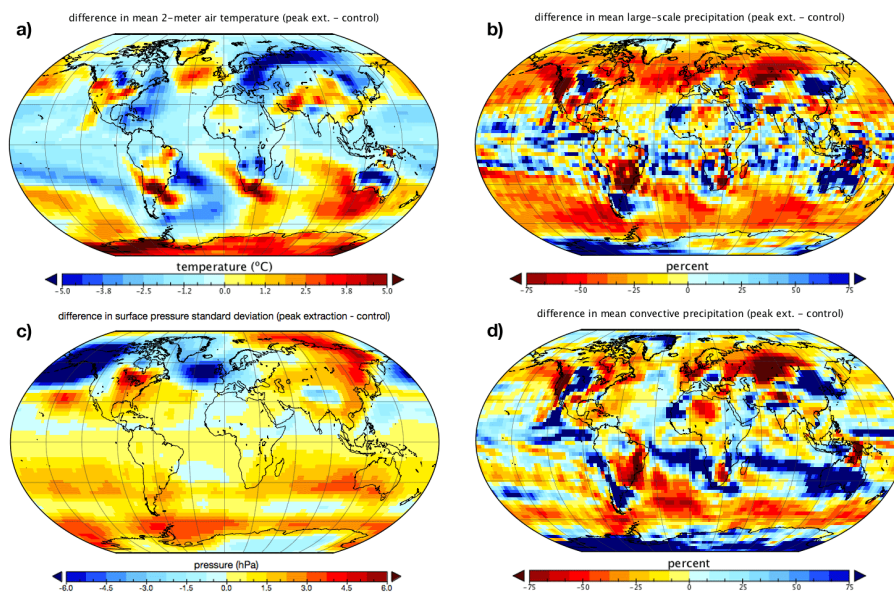 a)
difference in mean 2-meter air temperature (peak ext. - control)
temperature (°C)
-5.0 -3.8 -2.5 -1.2 0.0 1.2 2.5 3.8 5.0
b)
difference in mean large-scale precipitation (peak ext. - control)
percent
-75 -50 -25 0 25 50 75
c)
difference in surface pressure standard deviation (peak extraction - control)
pressure (hPa)
-6.0 -4.5 -3.0 -1.5 0.0 1.5 3.0 4.5 6.0
d)
difference in mean convective precipitation (peak ext. - control)
percent
-75 -50 -25 0 25 50 75